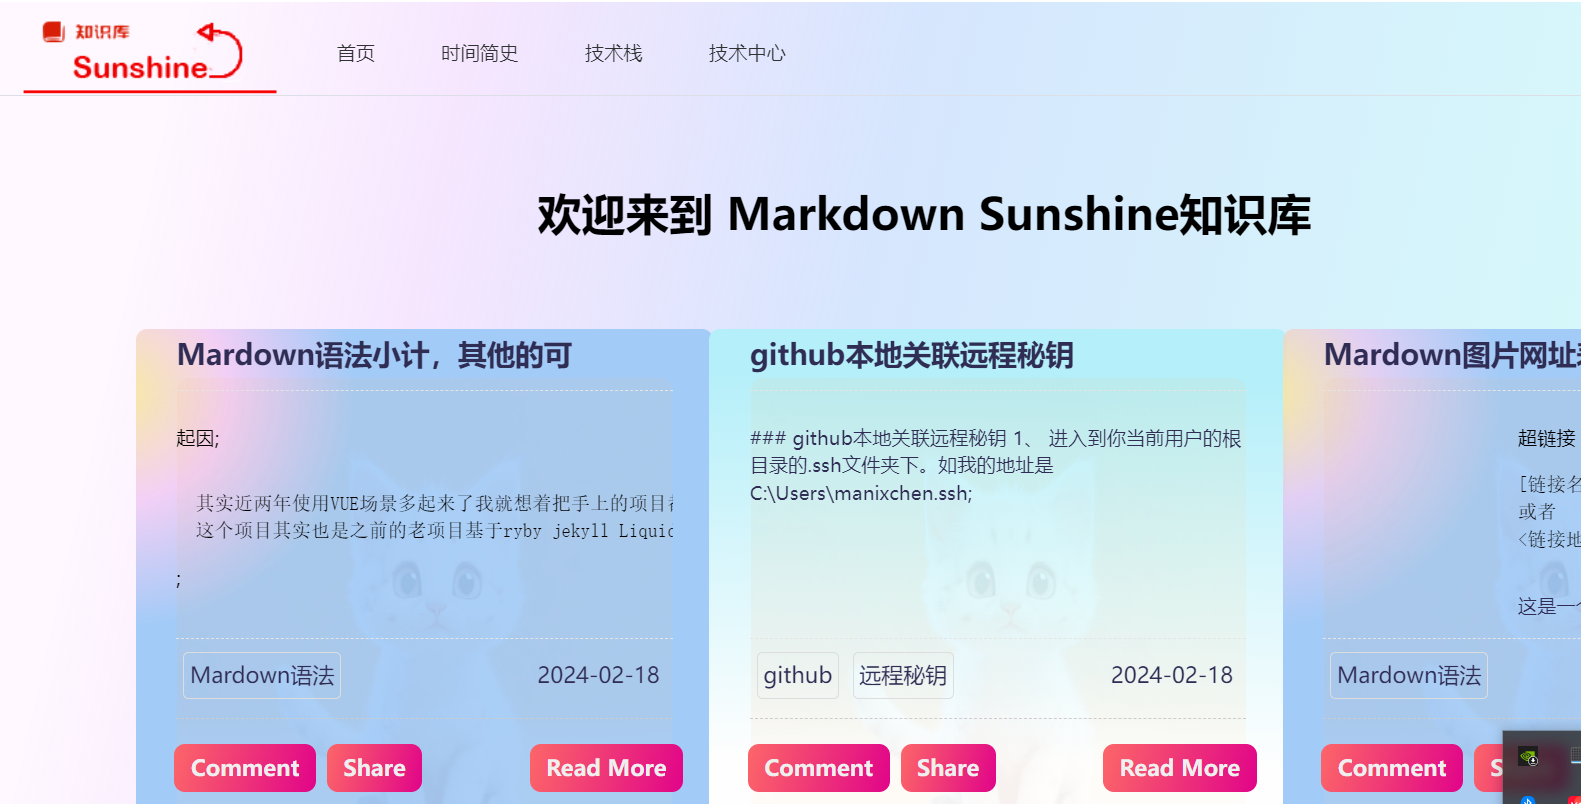 知识库
Sunshine
首页 时间简史 技术栈 技术中心
欢迎来到 Markdown Sunshine知识库
Mardown语法小计，其他的可
起因;
其实近两年使用VUE场景多起来了我就想着把手上的项目
这个项目其实也是之前的老项目基于ryby jekyll Liquid
;
Mardown语法 2024-02-18
Comment Share Read More
github本地关联远程秘钥
### github本地关联远程秘钥 1、 进入到你当前用户的根
目录的.ssh文件夹下。如我的地址是
C:\Users\manixchen.ssh;
github 远程秘钥 2024-02-18
Comment Share Read More
Mardown图片网址
超链接
[链接名
或者
<链接地
这是一个
Mardown语法
Comment S